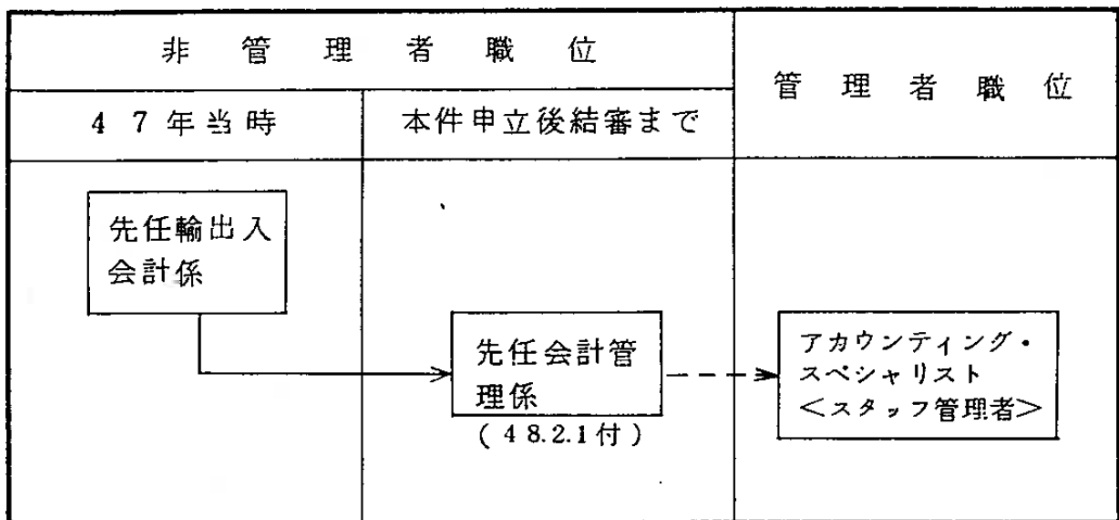 非管理者職位
管理者職位
47年当時
本件申立後結審まで
先任輸出入
会計係
先任会計管
理係
(48.2.1付)
アカウンティング・
スペシャリスト
<スタッフ管理者>